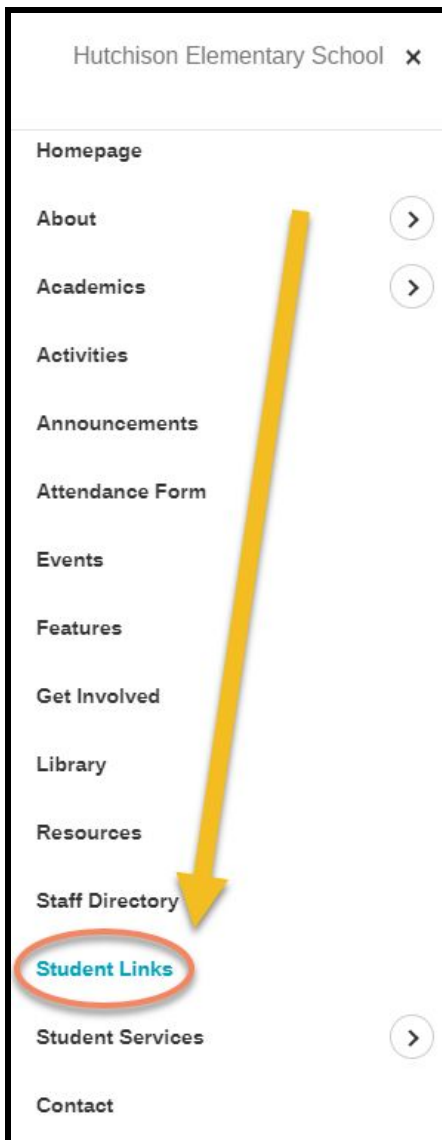 Hutchison Elementary School ×
Homepage
About
Academics
Activities
Announcements
Attendance Form
Events
Features
Get Involved
Library
Resources
Staff Directory
Student Links
Student Services
Contact